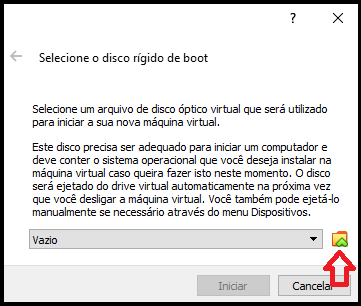 ?
Selecione o disco rígido de boot
Selecione um arquivo de disco óptico virtual que será utilizado
para iniciar a sua nova máquina virtual.
Este disco precisa ser adequado para iniciar um computador e
deve conter o sistema operacional que você deseja instalar na
máquina virtual caso queira fazer isto neste momento. O disco
será ejetado do drive virtual automaticamente na próxima vez
que você desligar a máquina virtual. Você também pode ejetá-lo
manualmente se necessário através do menu Dispositivos.
Vazio
Iniciar
Cancelar